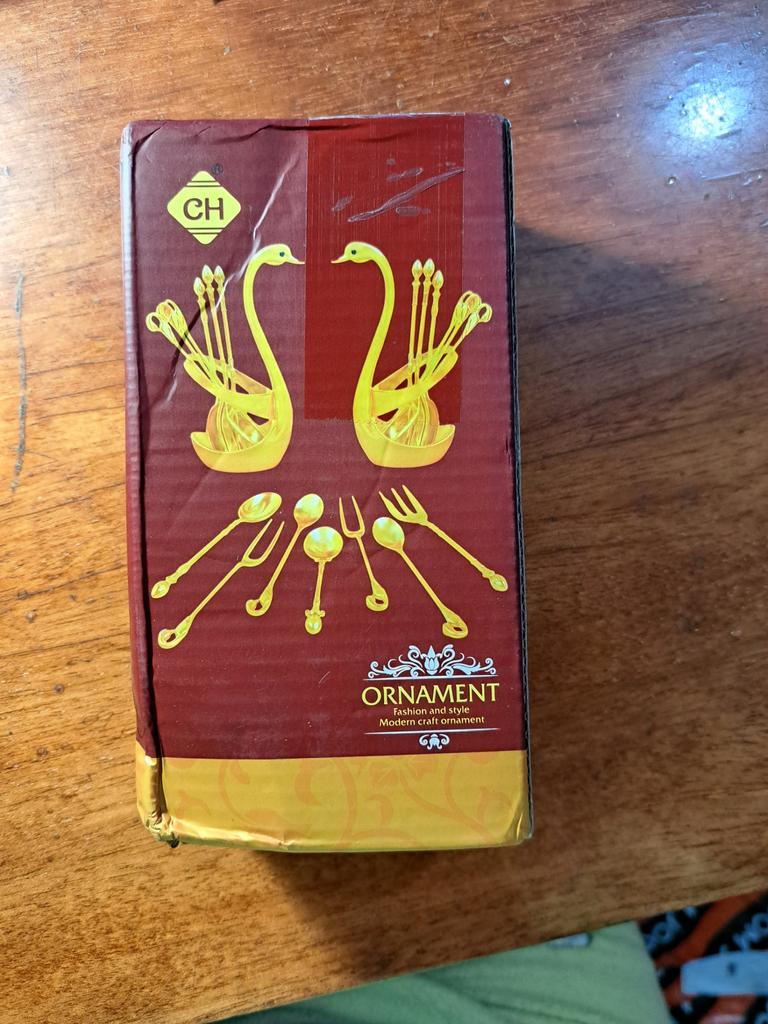 CH
ORNAMENT
Fashion and style
Modern craft ornament